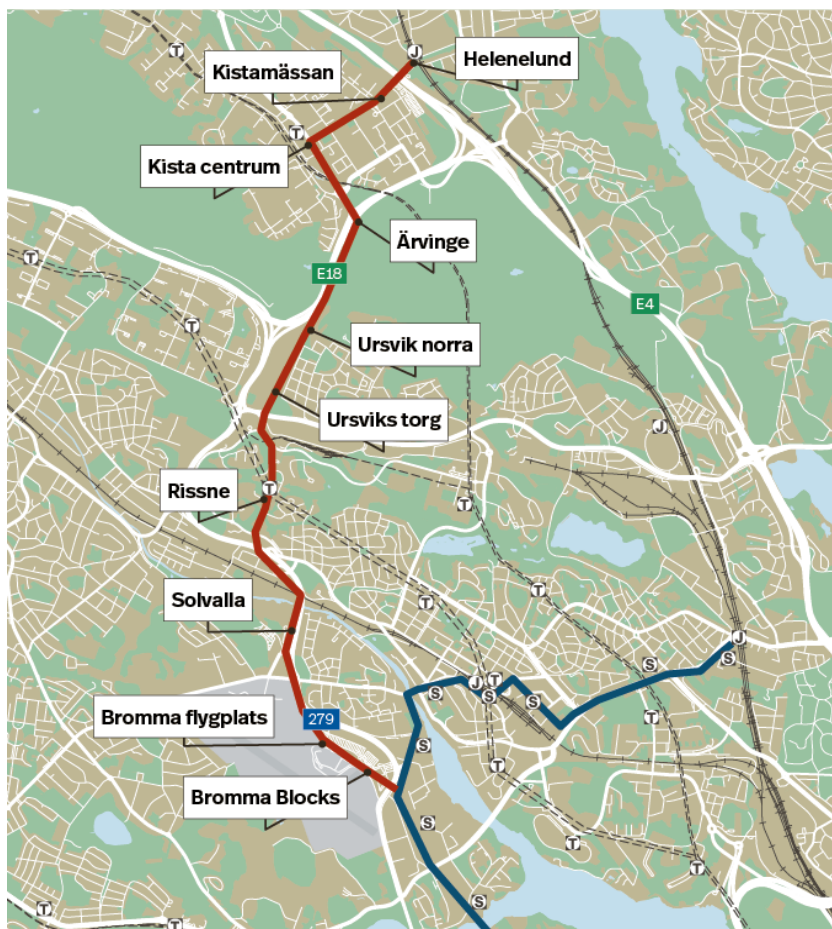 J
Helenelund
Kistamässan
T
T
Kista centrum
Ärvinge
E18
T
E4
T
Ursvik norra
Ursviks torg
J
Rissne
T
T
T
Solvalla
T
J
S
S
J
T
S
S
S
Bromma flygplats
279
S
T
S
T
Bromma Blocks
S
T
T
S
T
T